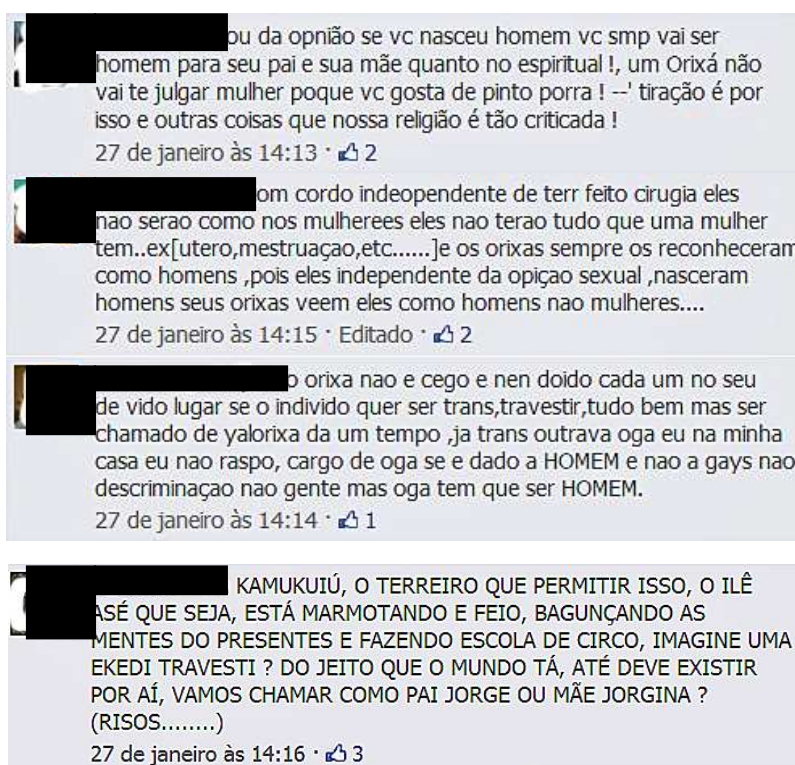 ou da opnião se vc nasceu homem vc smp vai ser
homem para seu pai e sua mãe quanto no espiritual !, um Orixá não
vai te julgar mulher poque vc gosta de pinto porra ! --' tiração é por
isso e outras coisas que nossa religião é tão criticada !
27 de janeiro às 14:13 · 2
om cordo indeopendente de terr feito cirugia eles
nao serao como nos mulherees eles nao terao tudo que uma mulher
tem..ex[utero,mestruaçao,etc......]e os orixas sempre os reconheceram
como homens ,pois eles independente da opiçao sexual ,nasceram
homens seus orixas veem eles como homens nao mulheres....
27 de janeiro às 14:15 · Editado · 2
o orixa nao e cego e nen doido cada um no seu
de vido lugar se o individo quer ser trans,travestir,tudo bem mas ser
chamado de yalorixa da um tempo ,ja trans outrava oga eu na minha
casa eu nao raspo, cargo de oga se e dado a HOMEM e nao a gays nao
descriminaçao nao gente mas oga tem que ser HOMEM.
27 de janeiro às 14:14 · 1
KAMUKUIÚ, O TERREIRO QUE PERMITIR ISSO, O ILÊ
ASÉ QUE SEJA, ESTÁ MARMOTANDO E FEIO, BAGUNÇANDO AS
MENTES DO PRESENTES E FAZENDO ESCOLA DE CIRCO, IMAGINE UMA
EKEDI TRAVESTI ? DO JEITO QUE O MUNDO TÁ, ATÉ DEVE EXISTIR
POR AÍ, VAMOS CHAMAR COMO PAI JORGE OU MÃE JORGINA ?
(RISOS........)
27 de janeiro às 14:16 · 3